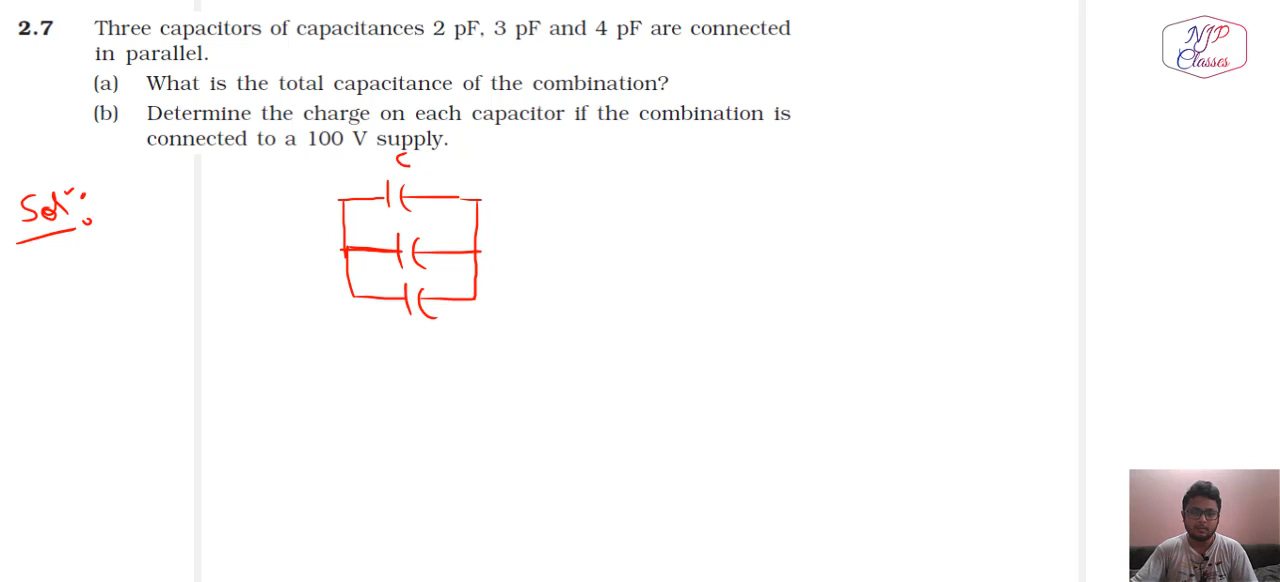 2.7 Three capacitors of capacitances 2 pF, 3 pF and 4 pF are connected
in parallel.
(a) What is the total capacitance of the combination?
(b) Determine the charge on each capacitor if the combination is
connected to a 100 V supply.
NJP
Classes
C
Solⁿ: